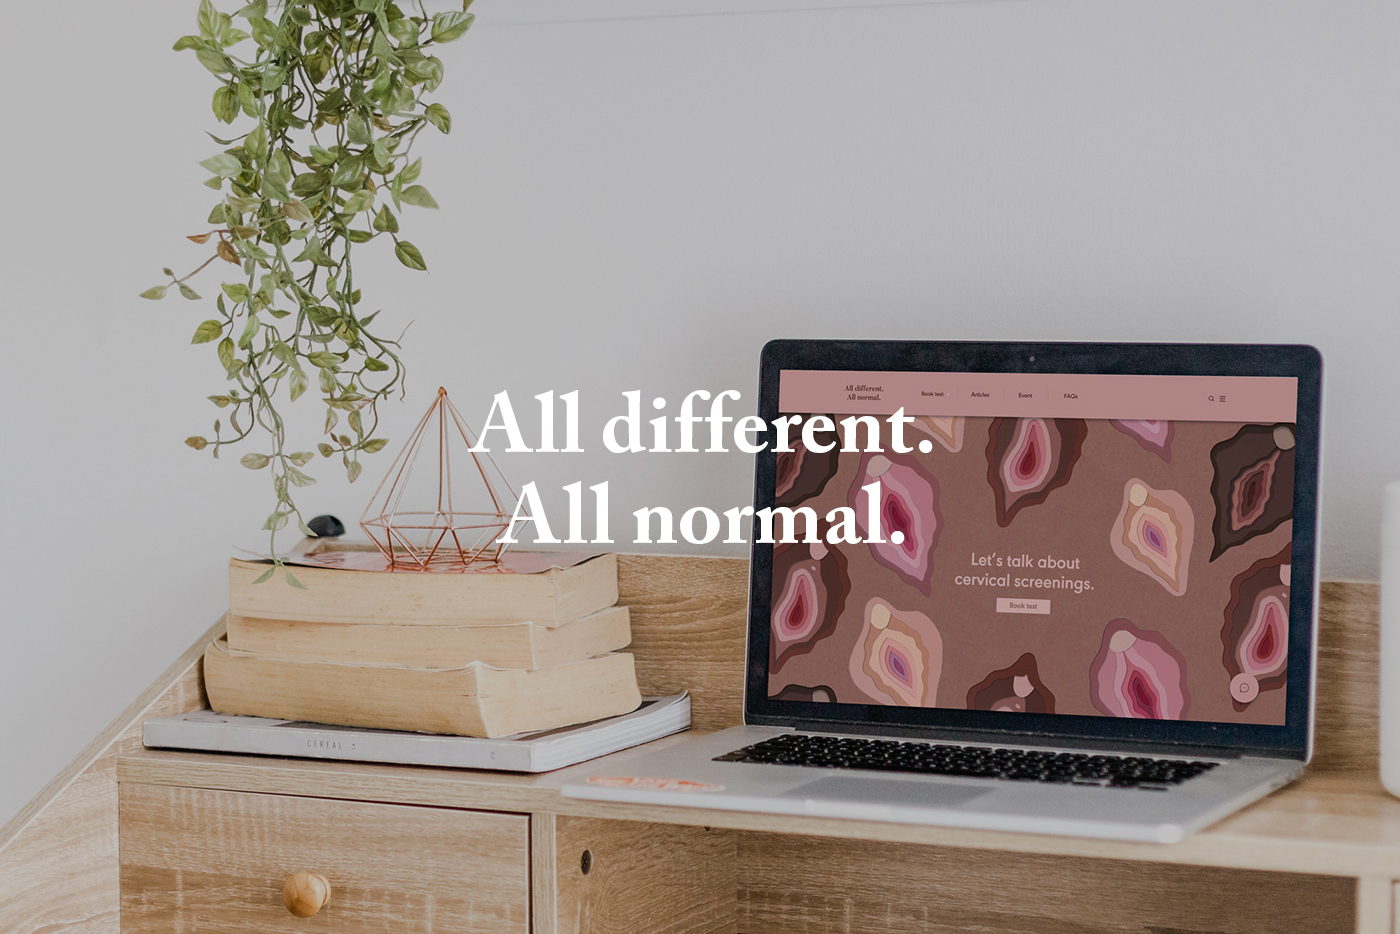 All different.
All normal.
All different.
All normal.
Book test
Articles
Event
FAQs
Let's talk about
cervical screenings.
Book test
CEREAL